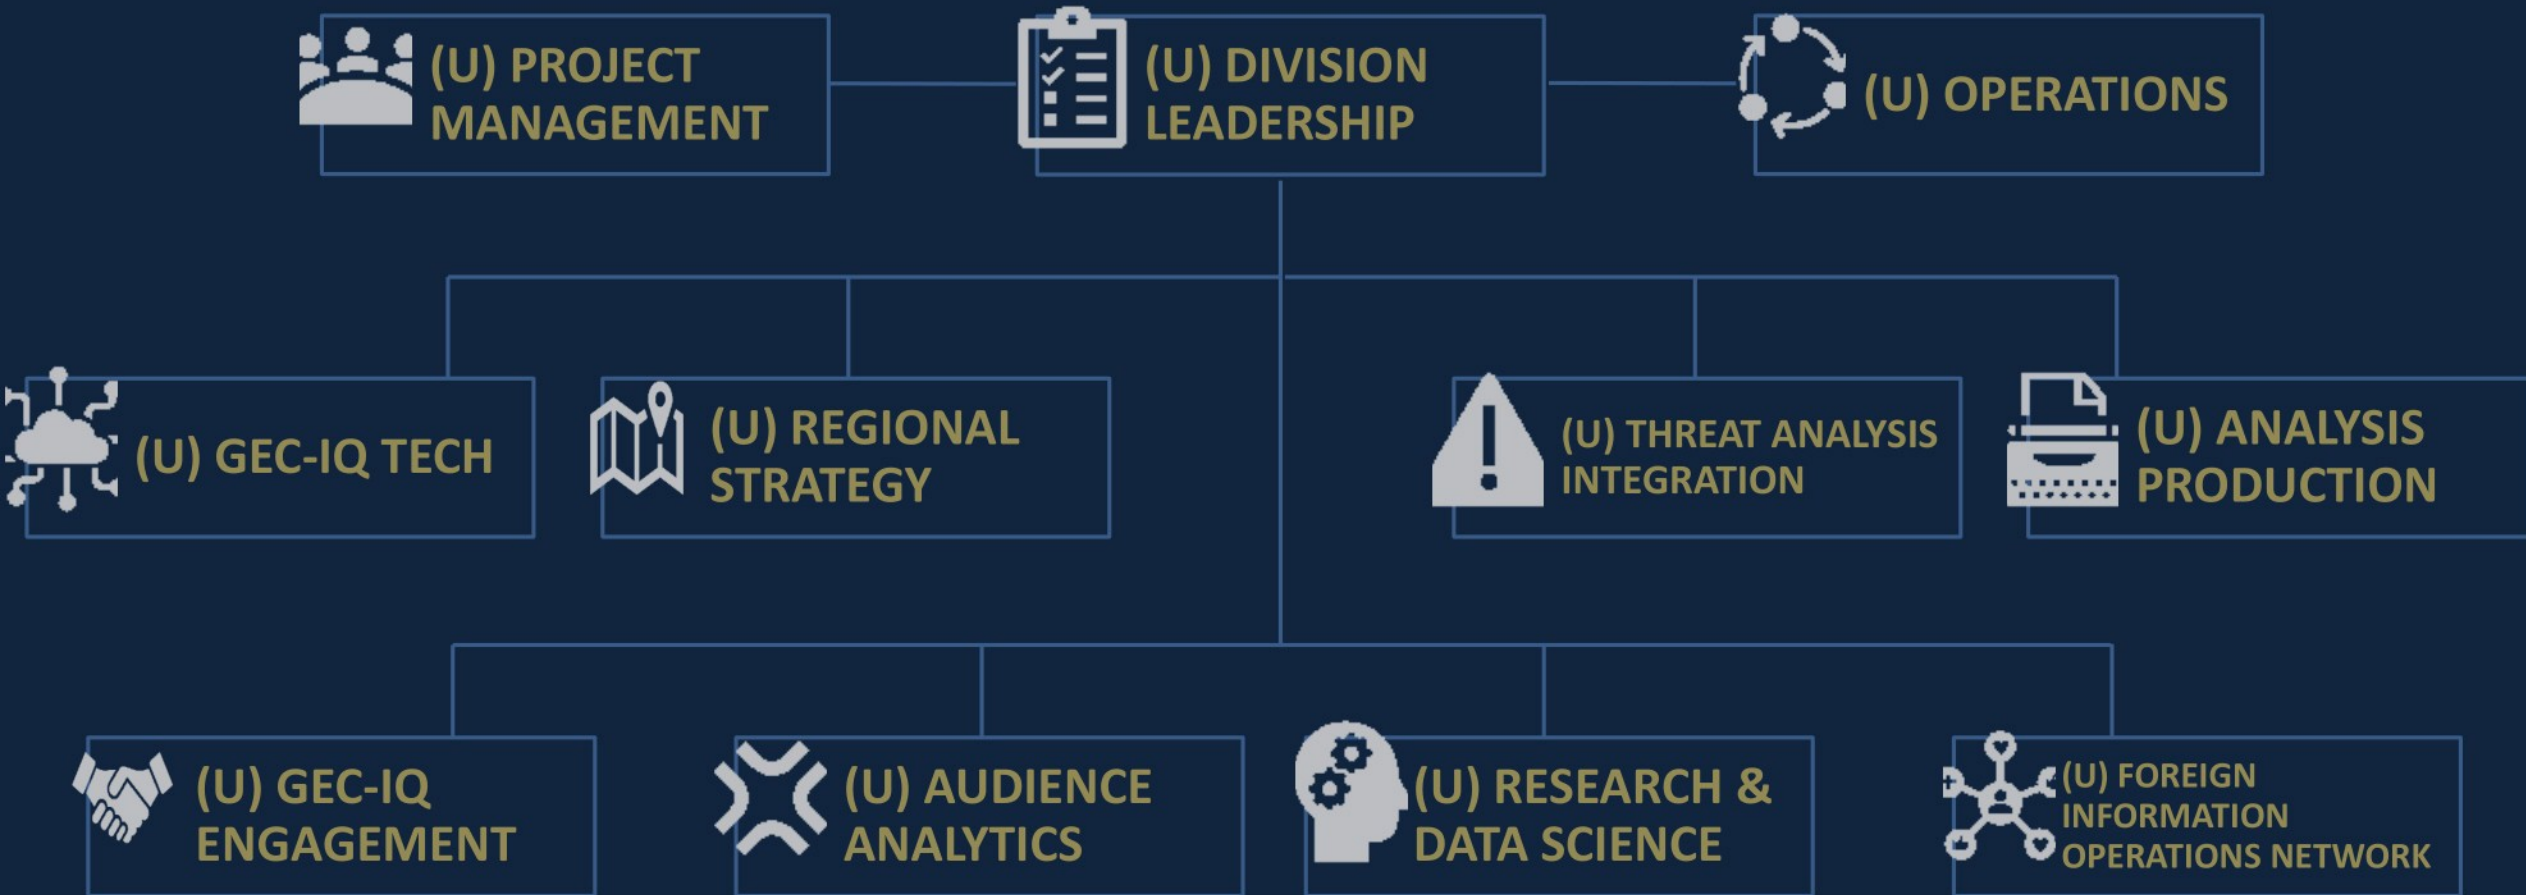 (U) PROJECT
MANAGEMENT
(U) DIVISION
LEADERSHIP
(U) OPERATIONS
(U) GEC-IQ TECH
(U) REGIONAL
STRATEGY
(U) THREAT ANALYSIS
INTEGRATION
(U) ANALYSIS
PRODUCTION
(U) GEC-IQ
ENGAGEMENT
(U) AUDIENCE
ANALYTICS
(U) RESEARCH &
DATA SCIENCE
(U) FOREIGN
INFORMATION
OPERATIONS NETWORK